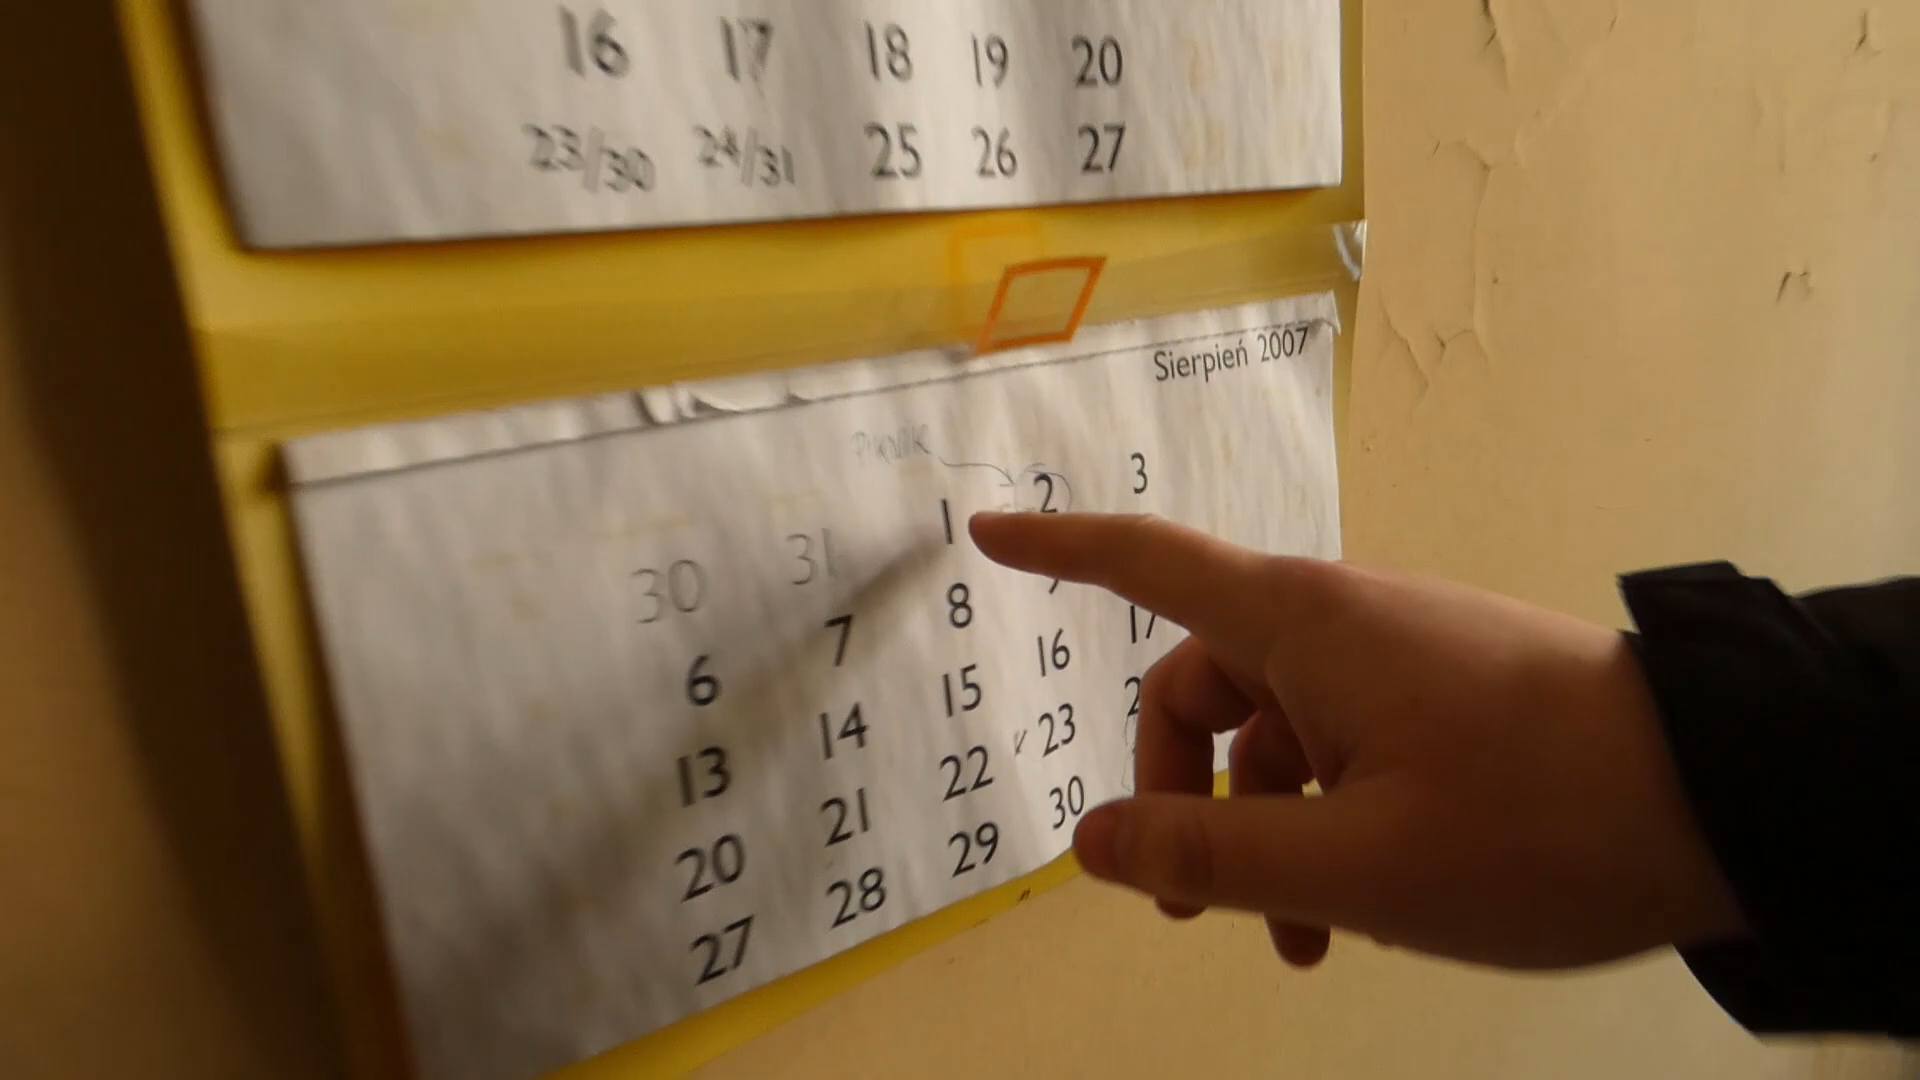 16 17 18 19 20
23/30 24/31 25 26 27
Sierpień 2007
30 31 1 2 3
6 7 8
13 14 15 16 17
20 21 22 23
27 28 29 30